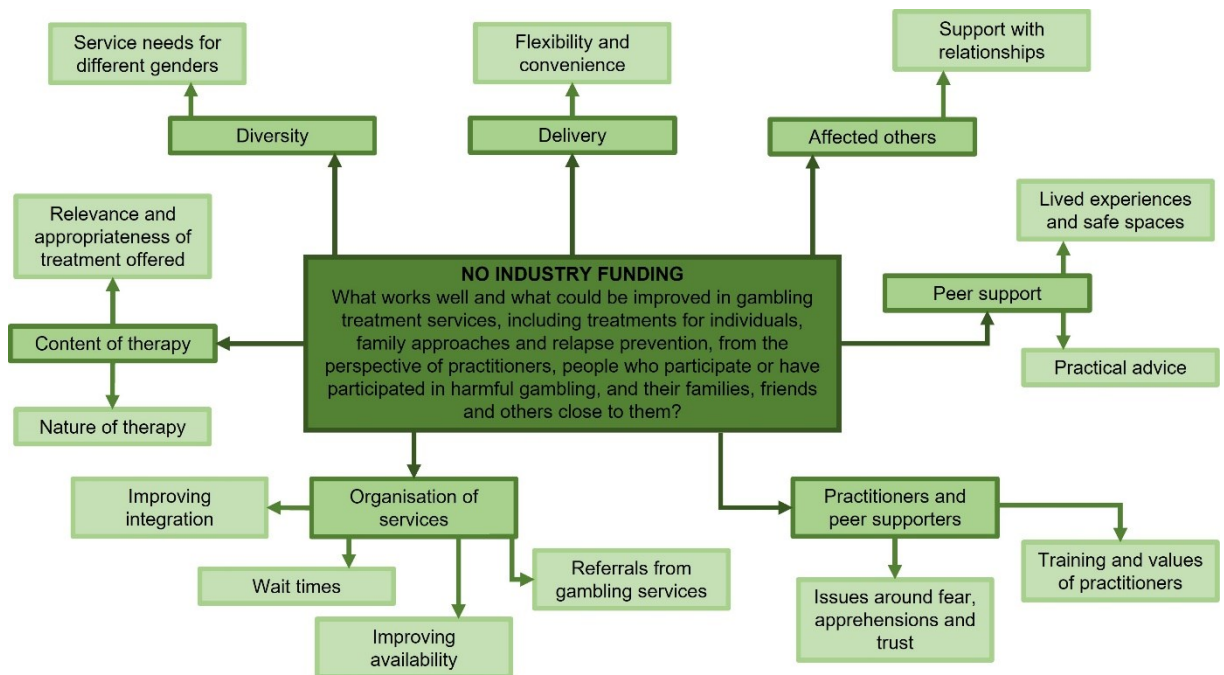 Service needs for
different genders
Flexibility and
convenience
Support with
relationships
Diversity
Delivery
Affected others
Relevance and
appropriateness of
treatment offered
Lived experiences
and safe spaces
NO INDUSTRY FUNDING
What works well and what could be improved in gambling
treatment services, including treatments for individuals,
family approaches and relapse prevention, from the
perspective of practitioners, people who participate or have
participated in harmful gambling, and their families, friends
and others close to them?
Peer support
Content of therapy
Practical advice
Nature of therapy
Improving
integration
Organisation of
services
Practitioners and
peer supporters
Wait times
Referrals from
gambling services
Training and values
of practitioners
Issues around fear,
apprehensions and
trust
Improving
availability